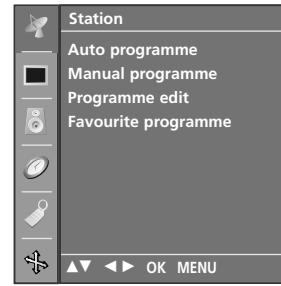 Station
Auto programme
Manual programme
Programme edit
Favourite programme
▲▼ ◄► OK MENU